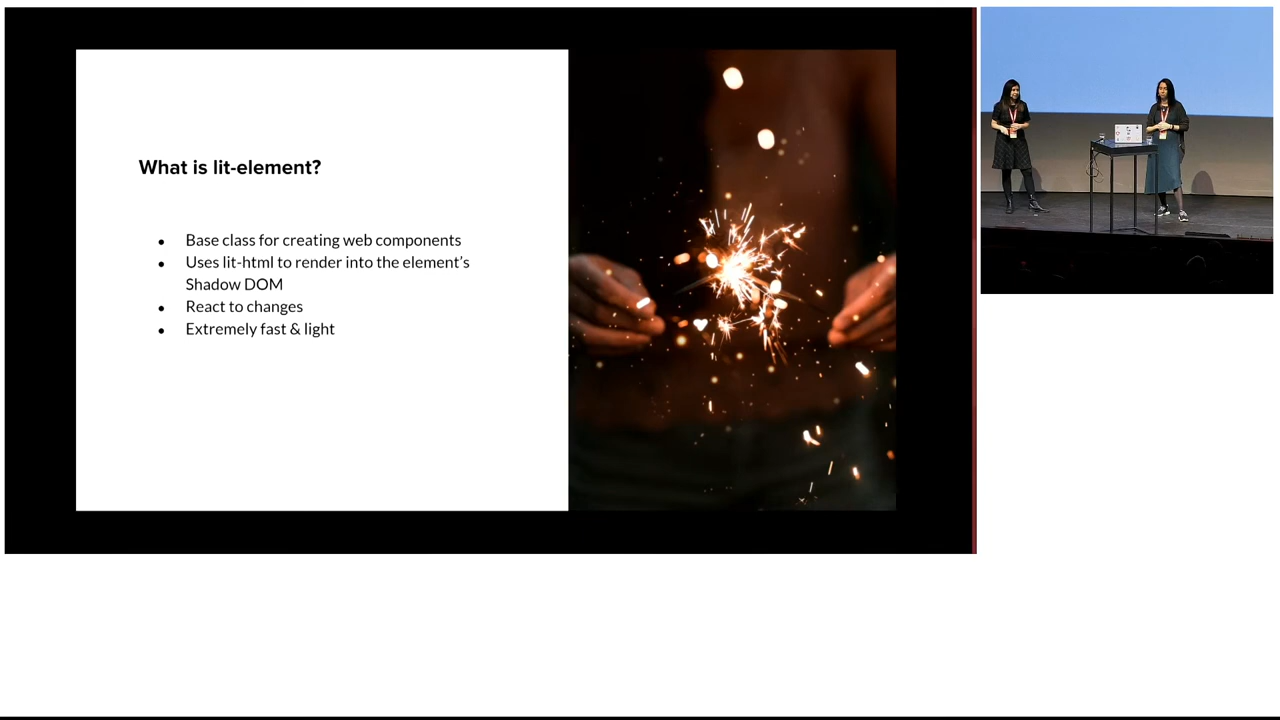 What is lit-element?
● Base class for creating web components
● Uses lit-html to render into the element’s
Shadow DOM
● React to changes
● Extremely fast & light